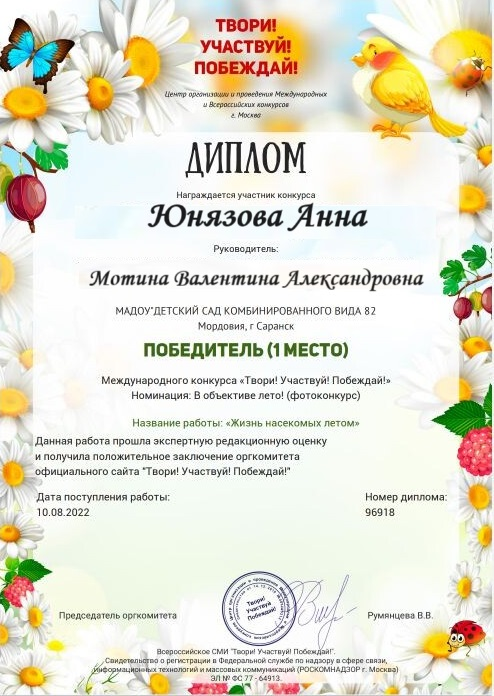 ТВОРИ!
УЧАСТВУЙ!
ПОБЕЖДАЙ!
Центр организации и проведения Международных
и Всероссийских конкурсов
г. Москва
ДИПЛОМ
Награждается участник конкурса
Юнязова Анна
Руководитель:
Мотина Валентина Александровна
МАДОУ"ДЕТСКИЙ САД КОМБИНИРОВАННОГО ВИДА 82
Мордовия, г Саранск
ПОБЕДИТЕЛЬ (1 МЕСТО)
Международного конкурса «Твори! Участвуй! Побеждай!»
Номинация: В объективе лето! (фотоконкурс)
Название работы: «Жизнь насекомых летом»
Данная работа прошла экспертную редакционную оценку
и получила положительное заключение оргкомитета
официального сайта "Твори! Участвуй! Побеждай!"
Дата поступления работы:
10.08.2022
Номер диплома:
96918
Твори!
Участвуй!
Побеждай!
Председатель оргкомитета
Румянцева В.В.
Всероссийское СМИ "Твори! Участвуй! Побеждай!".
Свидетельство о регистрации в Федеральной службе по надзору в сфере связи,
информационных технологий и массовых коммуникаций (РОСКОМНАДЗОР г. Москва)
ЭЛ № ФС 77 - 64913.